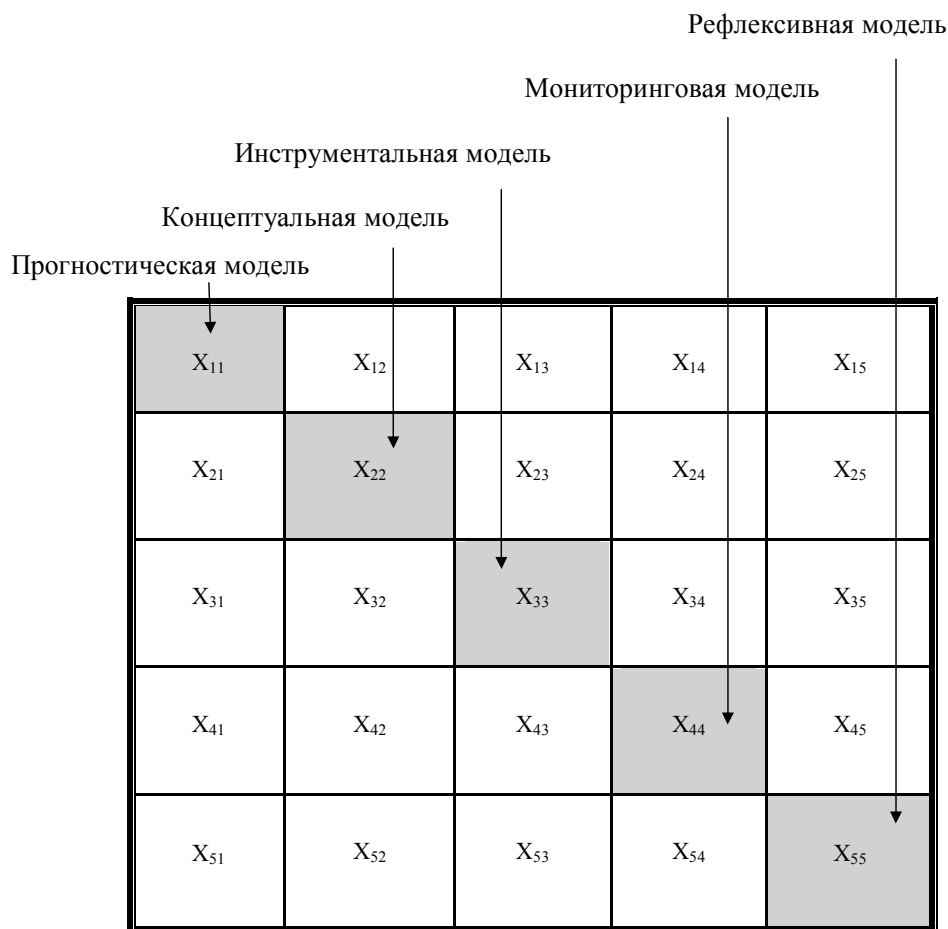 Рефлексивная модель
Мониторинговая модель
Инструментальная модель
Концептуальная модель
Прогностическая модель
X₁₁ X₁₂ X₁₃ X₁₄ X₁₅
X₂₁ X₂₂ X₂₃ X₂₄ X₂₅
X₃₁ X₃₂ X₃₃ X₃₄ X₃₅
X₄₁ X₄₂ X₄₃ X₄₄ X₄₅
X₅₁ X₅₂ X₅₃ X₅₄ X₅₅